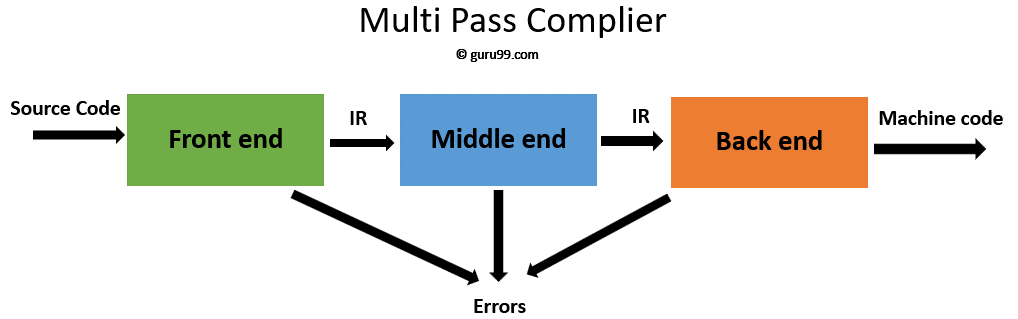 Multi Pass Complier
© guru99.com
Source Code
Front end
IR
Middle end
IR
Back end
Machine code
Errors